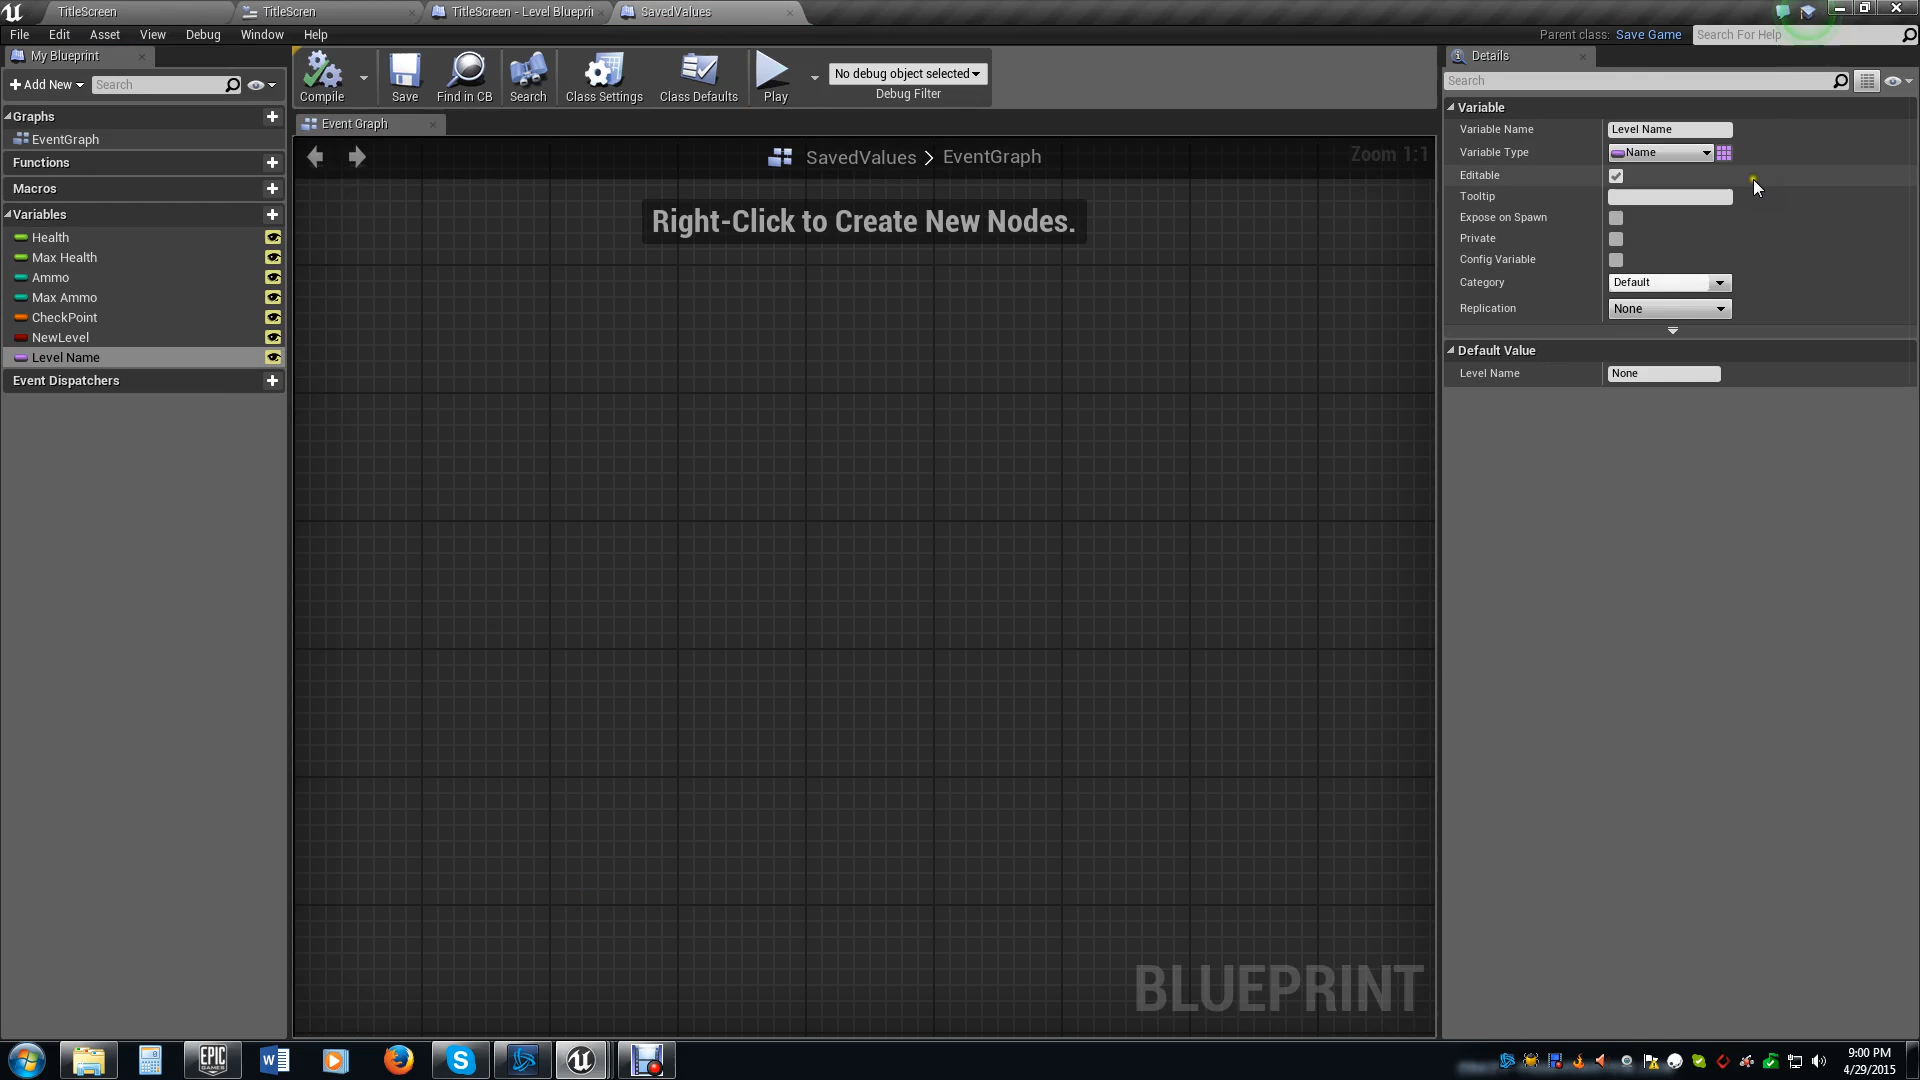 TitleScreen
TitleScren
TitleScreen - Level Blueprin
SavedValues
File Edit Asset View Debug Window Help
Parent class: Save Game
Search For Help
My Blueprint
Add New
Search
Graphs
EventGraph
Functions
Macros
Variables
Health
Max Health
Ammo
Max Ammo
CheckPoint
NewLevel
Level Name
Event Dispatchers
Compile
Save
Find in CB
Search
Class Settings
Class Defaults
Play
No debug object selected
Debug Filter
Event Graph
SavedValues > EventGraph
Zoom 1:1
Right-Click to Create New Nodes.
BLUEPRINT
Details
Search
Variable
Variable Name Level Name
Variable Type Name
Editable
Tooltip
Expose on Spawn
Private
Config Variable
Category Default
Replication None
Default Value
Level Name None
EPIC
GAMES
9:00 PM
4/29/2015